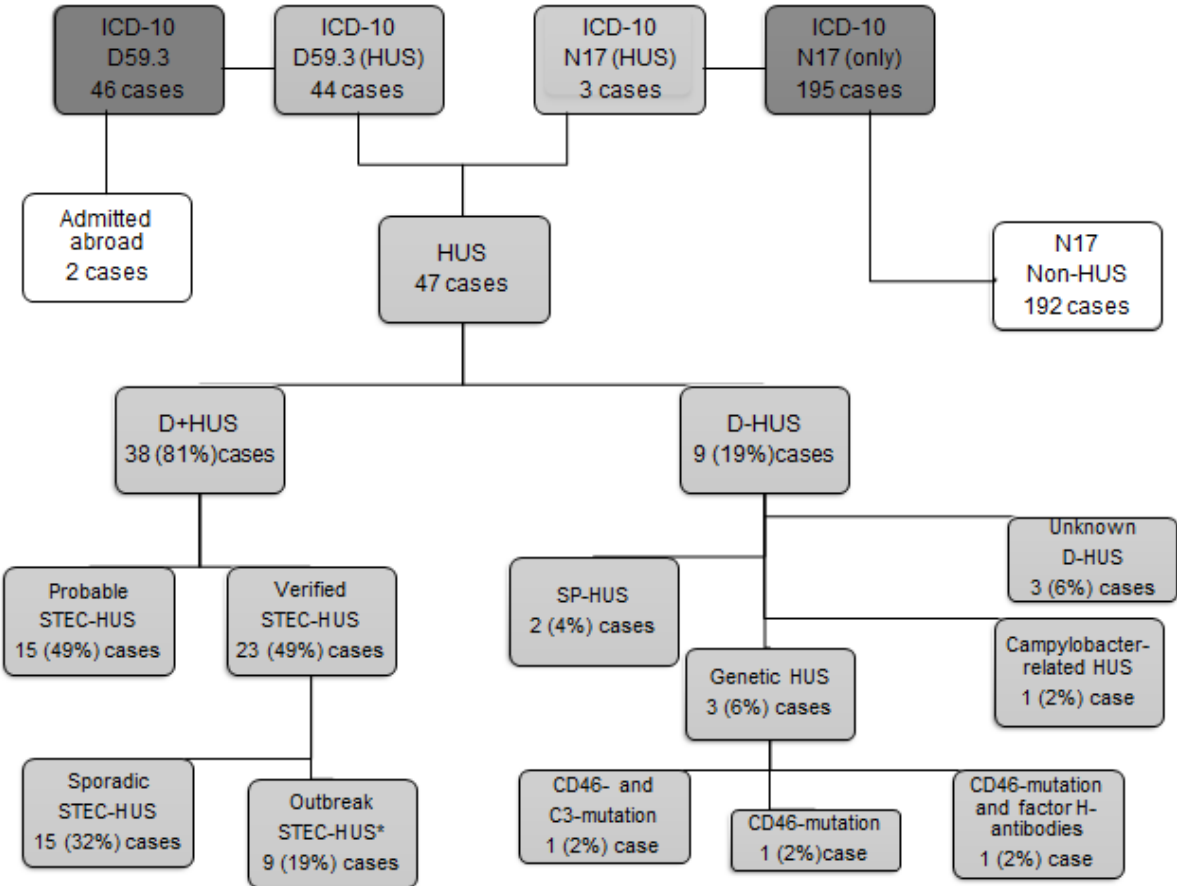 ICD-10
D59.3
46 cases
ICD-10
D59.3 (HUS)
44 cases
ICD-10
N17 (HUS)
3 cases
ICD-10
N17 (only)
195 cases
Admitted
abroad
2 cases
HUS
47 cases
N17
Non-HUS
192 cases
D+HUS
38 (81%)cases
D-HUS
9 (19%)cases
Probable
STEC-HUS
15 (49%) cases
Verified
STEC-HUS
23 (49%) cases
SP-HUS
2 (4%) cases
Unknown
D-HUS
3 (6%) cases
Genetic HUS
3 (6%) cases
Campylobacter-
related HUS
1 (2%) case
Sporadic
STEC-HUS
15 (32%) cases
Outbreak
STEC-HUS*
9 (19%) cases
CD46- and
C3-mutation
1 (2%) case
CD46-mutation
1 (2%)case
CD46-mutation
and factor H-
antibodies
1 (2%) case